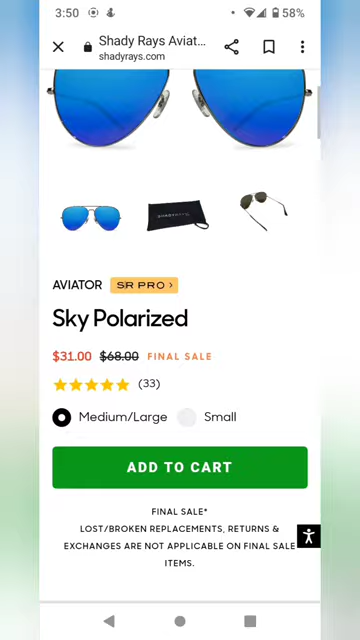 3:50
58%
Shady Rays Aviat...
shadyrays.com
SHADYRAYS
AVIATOR SR PRO >
Sky Polarized
$31.00 $68.00 FINAL SALE
(33)
Medium/Large Small
ADD TO CART
FINAL SALE*
LOST/BROKEN REPLACEMENTS, RETURNS &
EXCHANGES ARE NOT APPLICABLE ON FINAL SALE
ITEMS.